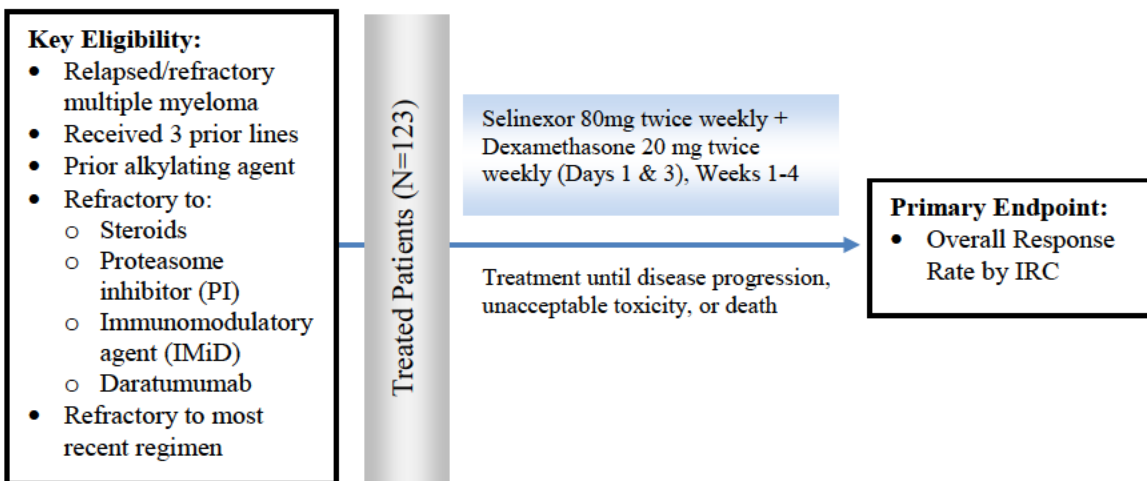 Key Eligibility:
• Relapsed/refractory
multiple myeloma
• Received 3 prior lines
• Prior alkylating agent
• Refractory to:
o Steroids
o Proteasome
inhibitor (PI)
o Immunomodulatory
agent (IMiD)
o Daratumumab
• Refractory to most
recent regimen
Treated Patients (N=123)
Selinexor 80mg twice weekly +
Dexamethasone 20 mg twice
weekly (Days 1 & 3), Weeks 1-4
Treatment until disease progression,
unacceptable toxicity, or death
Primary Endpoint:
• Overall Response
Rate by IRC